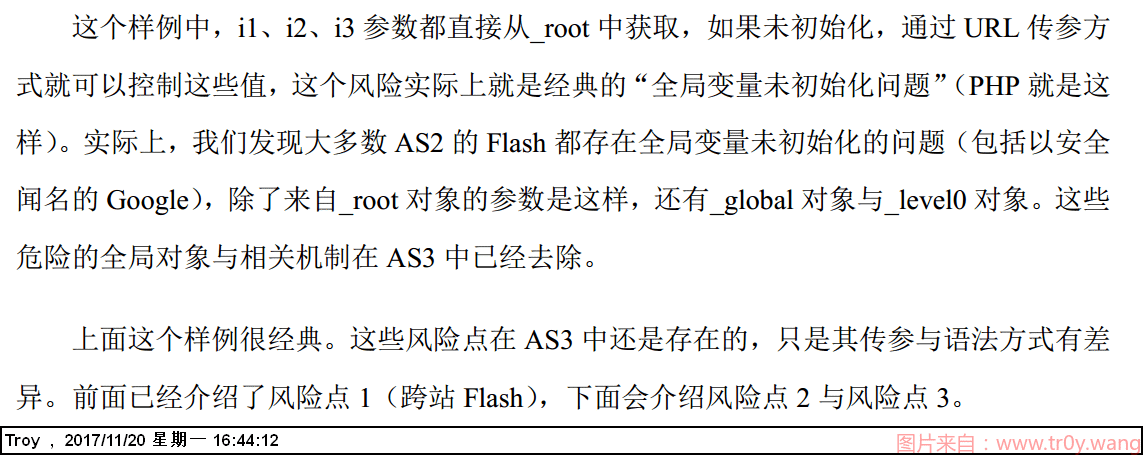 这个样例中，i1、i2、i3 参数都直接从_root 中获取，如果未初始化，通过 URL 传参方
式就可以控制这些值，这个风险实际上就是经典的“全局变量未初始化问题”（PHP 就是这
样）。实际上，我们发现大多数 AS2 的 Flash 都存在全局变量未初始化的问题（包括以安全
闻名的 Google），除了来自_root 对象的参数是这样，还有_global 对象与_level0 对象。这些
危险的全局对象与相关机制在 AS3 中已经去除。
上面这个样例很经典。这些风险点在 AS3 中还是存在的，只是其传参与语法方式有差
异。前面已经介绍了风险点 1（跨站 Flash），下面会介绍风险点 2 与风险点 3。
Troy , 2017/11/20 星期一 16:44:12
图片来自：www.tr0y.wang